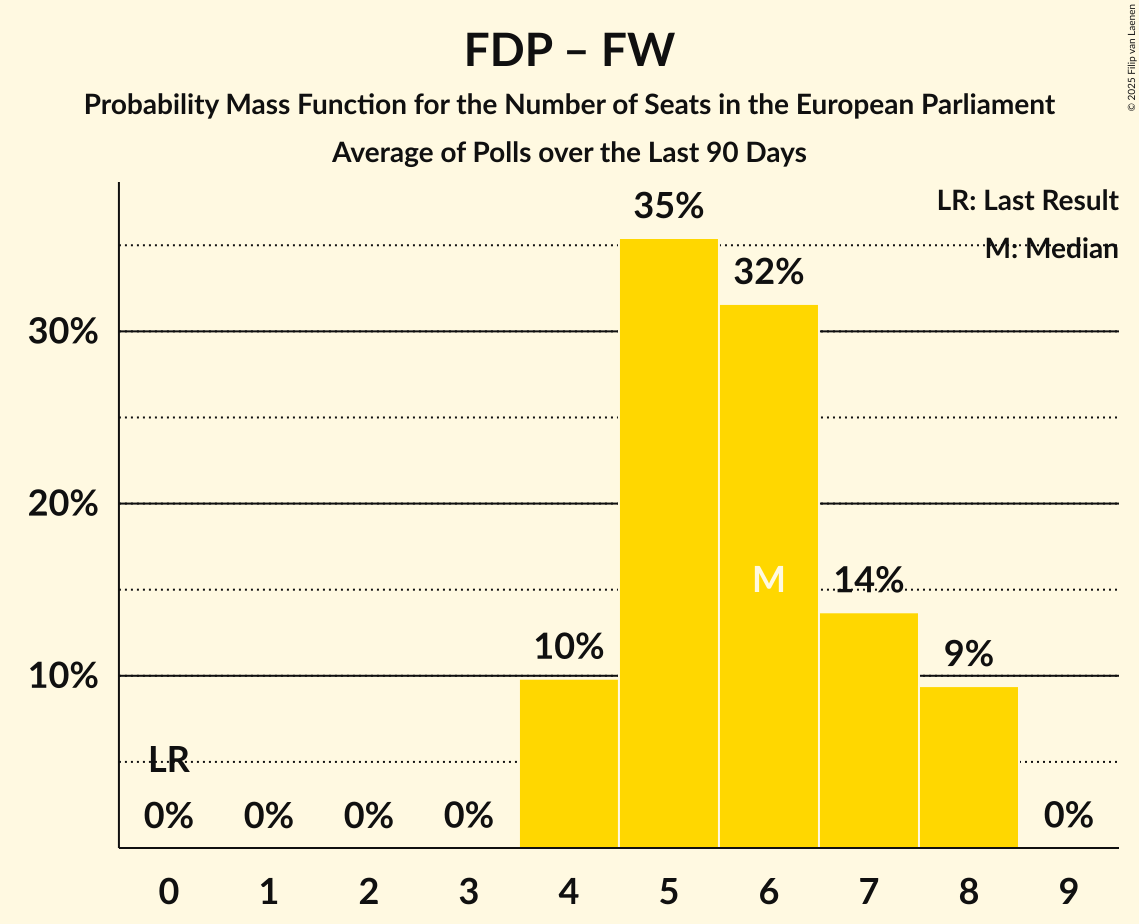 FDP – FW
Probability Mass Function for the Number of Seats in the European Parliament
Average of Polls over the Last 90 Days
© 2025 Filip van Laenen
LR: Last Result
M: Median
35%
32%
30%
20%
M
14%
10%
9%
10%
LR
0%
0%
0%
0%
0%
0 1 2 3 4 5 6 7 8 9